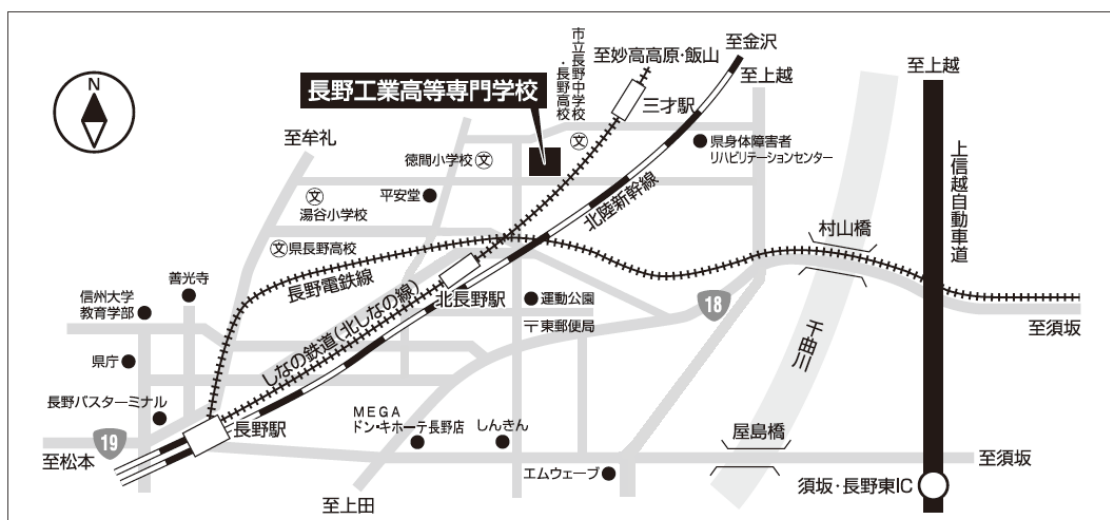 N
長野工業高等専門学校
市立長野中学校
・長野高校
至妙高高原・飯山
至金沢
至上越
至上越
三才駅
至牟礼
徳間小学校
文
文
県身体障害者
リハビリテーションセンター
文
湯谷小学校
平安堂
北陸新幹線
上信越自動車道
村山橋
文県長野高校
善光寺
長野電鉄線
北長野駅
運動公園
18
信州大学
教育学部
しなの鉄道(北しなの線)
〒東郵便局
至須坂
千曲川
県庁
長野バスターミナル
長野駅
MEGA
ドン・キホーテ長野店
しんきん
屋島橋
19
至松本
エムウェーブ
至須坂
須坂・長野東IC
至上田